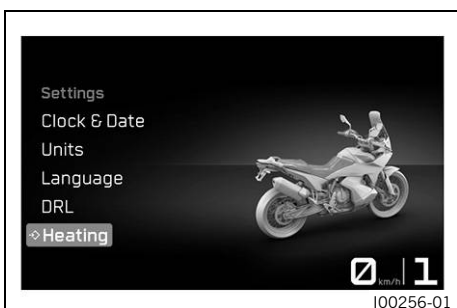 Settings
Clock & Date
Units
Language
DRL
Heating
0 km/h 1
I00256-01